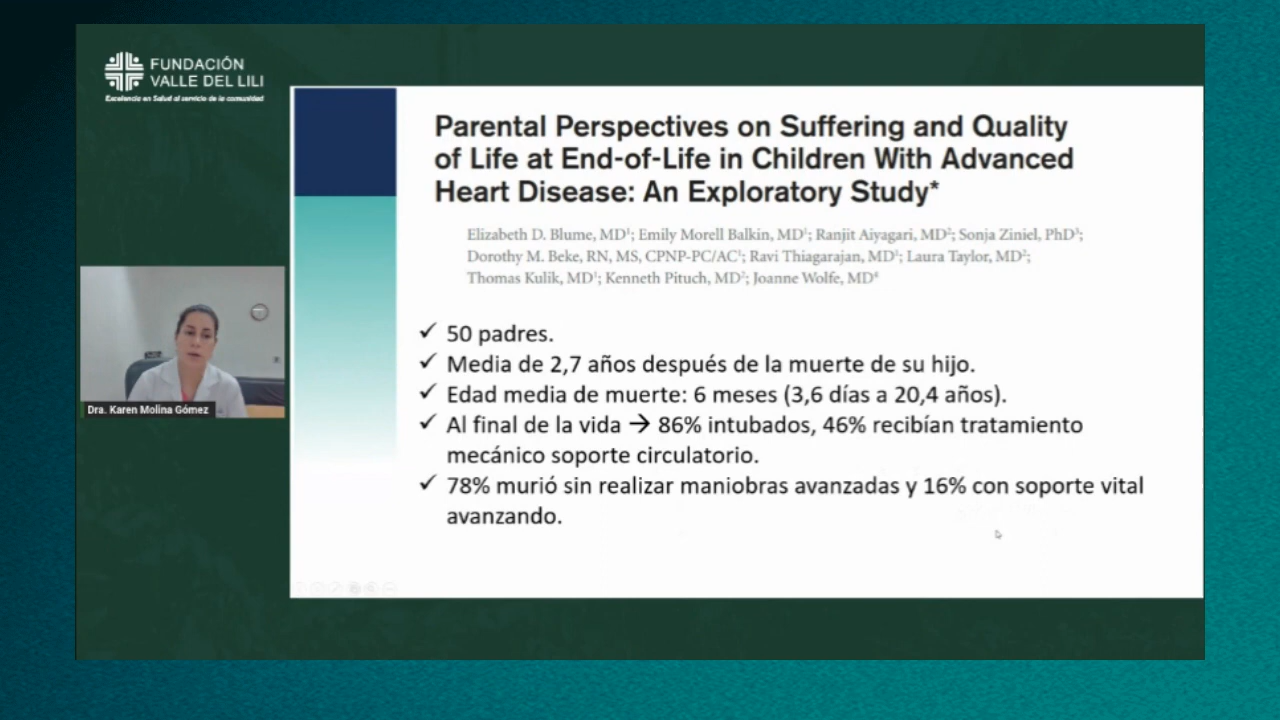 FUNDACIÓN
VALLE DEL LILI
Excelencia en Salud al servicio de la comunidad
Parental Perspectives on Suffering and Quality
of Life at End-of-Life in Children With Advanced
Heart Disease: An Exploratory Study*
Elizabeth D. Blume, MD¹; Emily Morell Balkin, MD¹; Ranjit Aiyagari, MD²; Sonja Ziniel, PhD³;
Dorothy M. Beke, RN, MS, CPNP-PC/AC¹; Ravi Thiagarajan, MD¹; Laura Taylor, MD²;
Thomas Kulik, MD¹; Kenneth Pituch, MD²; Joanne Wolfe, MD⁴
✓ 50 padres.
✓ Media de 2,7 años después de la muerte de su hijo.
✓ Edad media de muerte: 6 meses (3,6 días a 20,4 años).
✓ Al final de la vida → 86% intubados, 46% recibían tratamiento
mecánico soporte circulatorio.
✓ 78% murió sin realizar maniobras avanzadas y 16% con soporte vital
avanzando.
Dra. Karen Molina Gómez